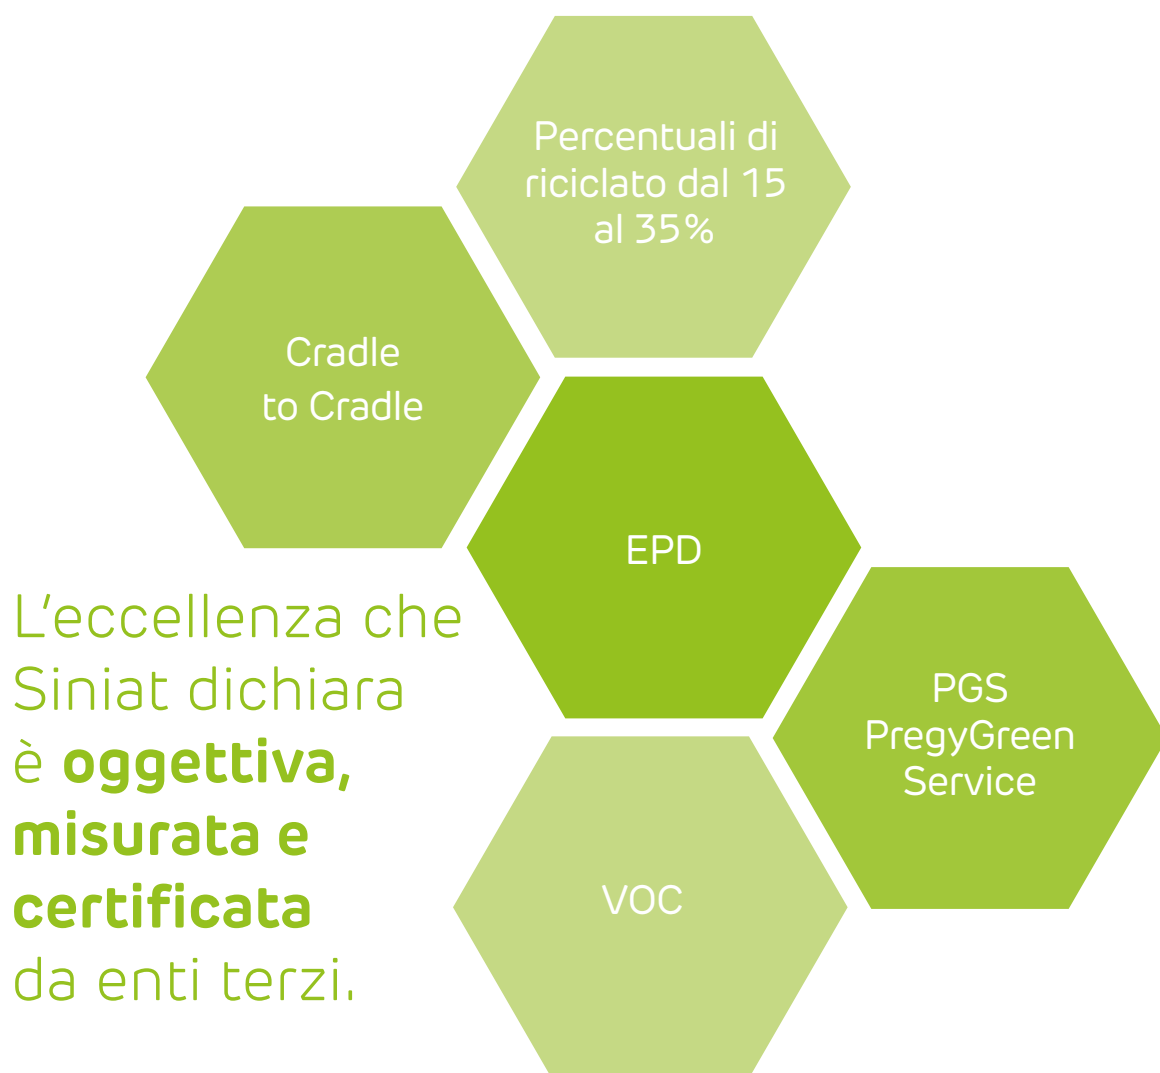 Percentuali di
riciclato dal 15
al 35%
Cradle
to Cradle
EPD
L'eccellenza che
Siniat dichiara
è oggettiva,
misurata e
certificata
da enti terzi.
PGS
PregyGreen
Service
VOC